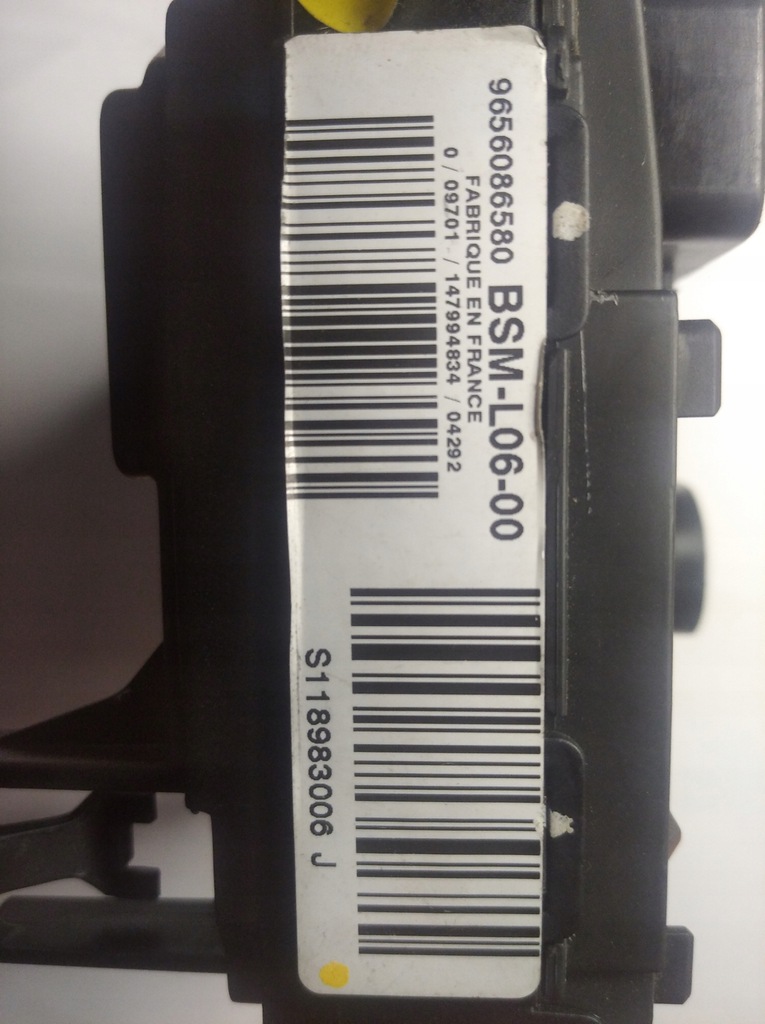 9656086580 BSM-L06-00
FABRIQUE EN FRANCE
0 / 09701 / 147994834 / 04292
S118983006 J